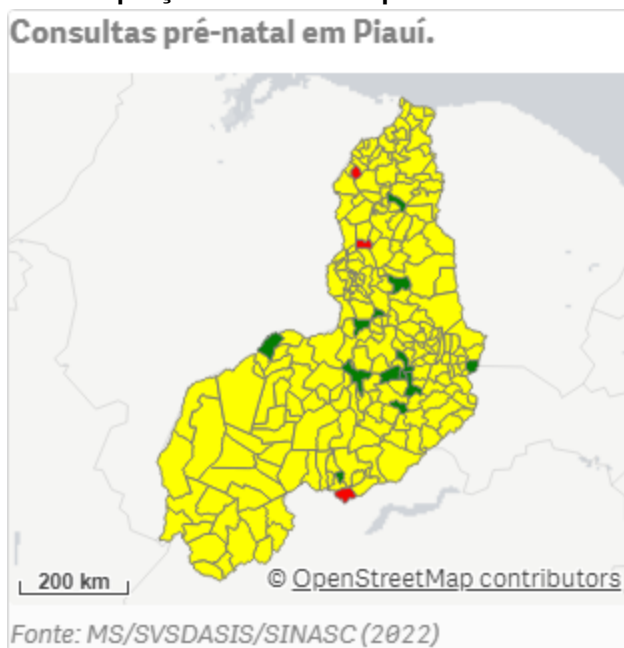 Consultas pré-natal em Piauí.
200 km
© OpenStreetMap contributors
Fonte: MS/SVSDASIS/SINASC (2022)